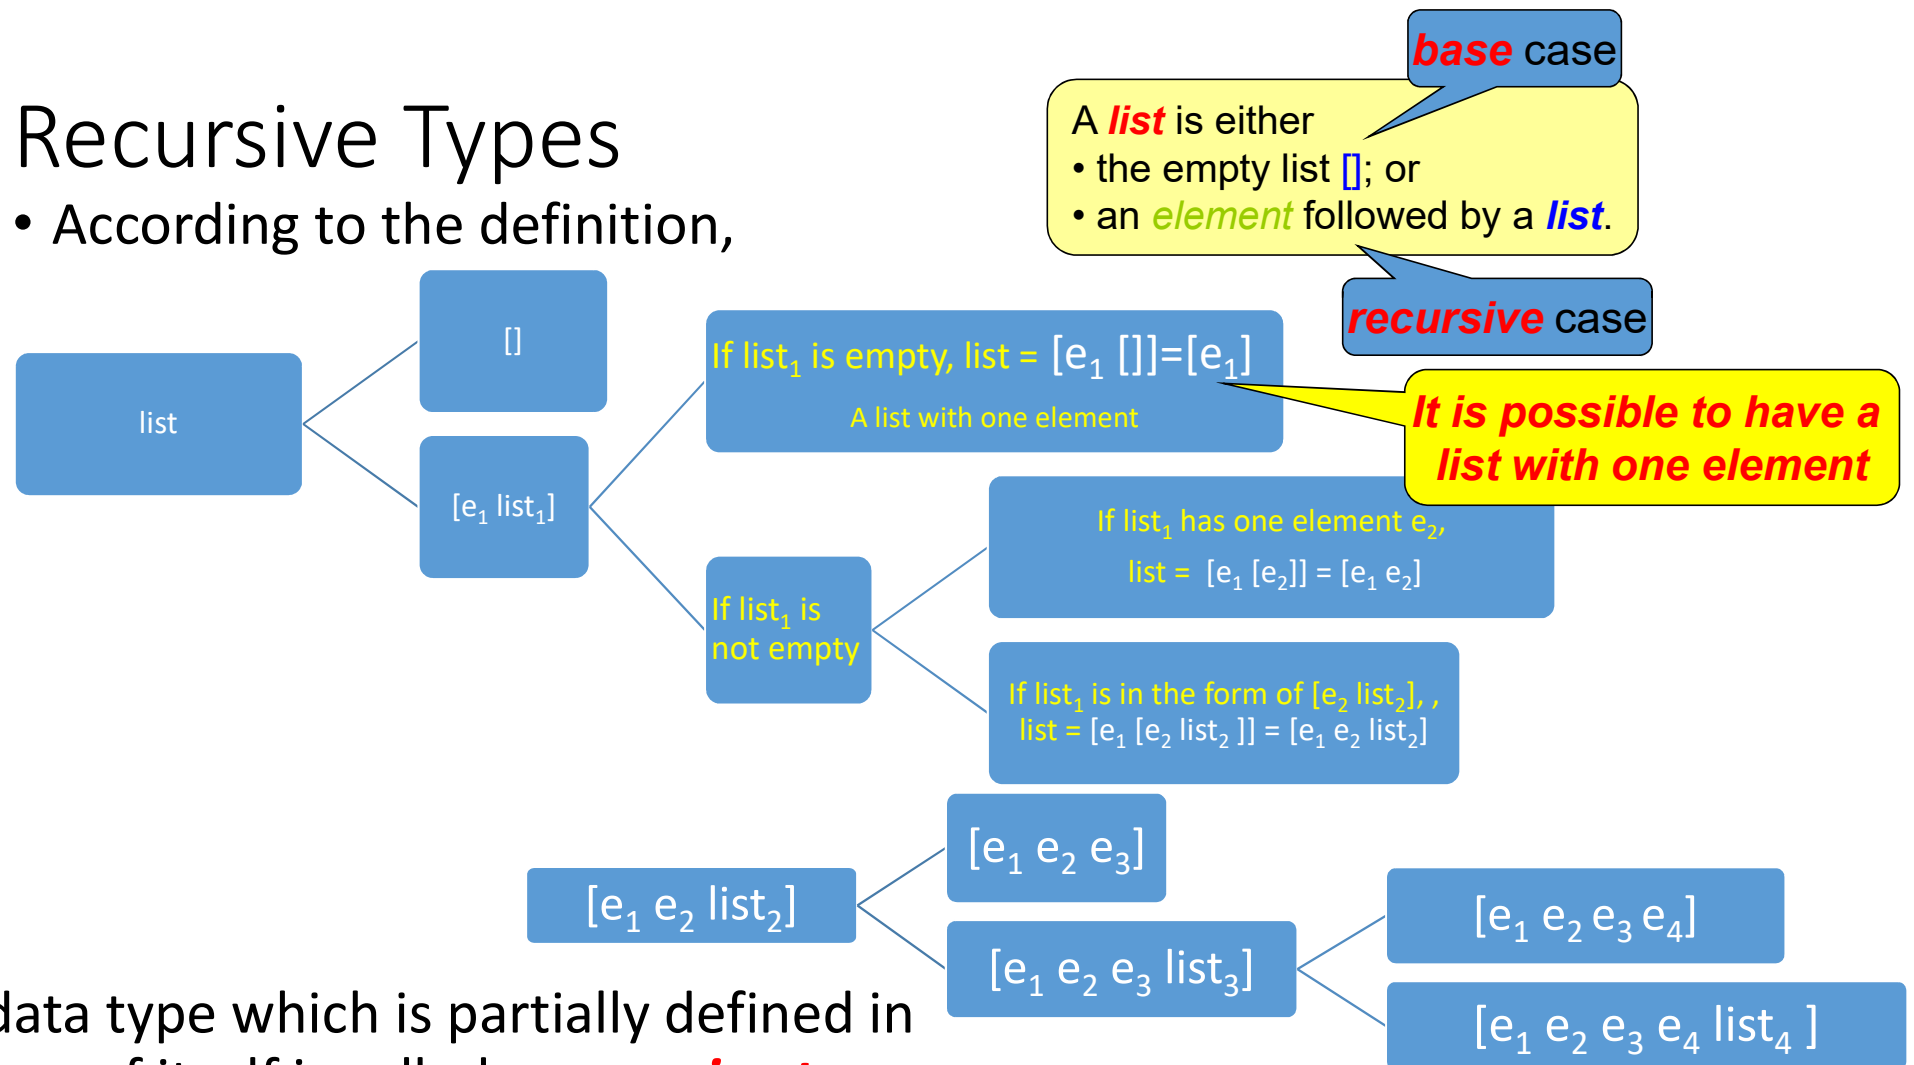 Recursive Types
• According to the definition,
base case
A list is either
• the empty list []; or
• an element followed by a list.
recursive case
list
[]
[e₁ list₁]
If list₁ is empty, list = [e₁ []]=[e₁]
A list with one element
It is possible to have a
list with one element
If list₁ is
not empty
If list₁ has one element e₂,
list = [e₁ [e₂]] = [e₁ e₂]
If list₁ is in the form of [e₂ list₂], ,
list = [e₁ [e₂ list₂ ]] = [e₁ e₂ list₂]
[e₁ e₂ list₂]
[e₁ e₂ e₃]
[e₁ e₂ e₃ list₃]
[e₁ e₂ e₃ e₄]
[e₁ e₂ e₃ e₄ list₄ ]
data type which is partially defined in
of itself is